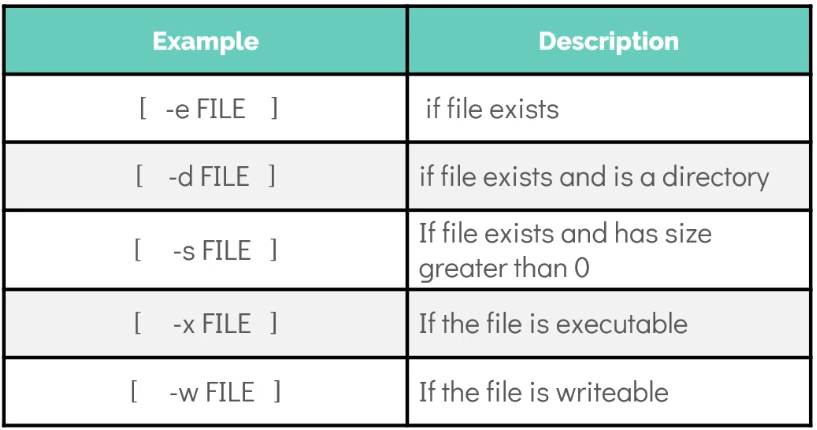 Example Description
[ -e FILE ] if file exists
[ -d FILE ] if file exists and is a directory
[ -s FILE ] If file exists and has size
greater than 0
[ -x FILE ] If the file is executable
[ -w FILE ] If the file is writeable